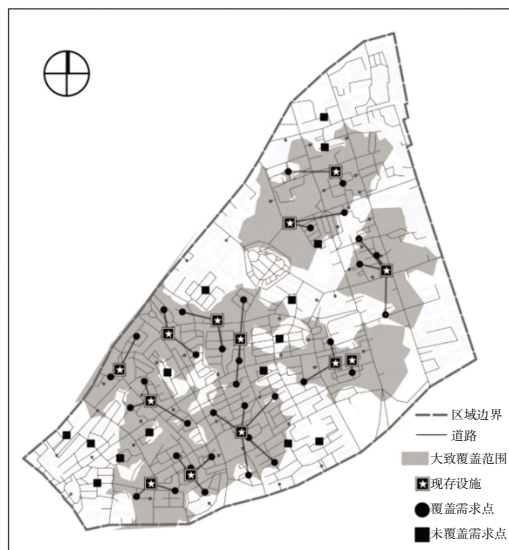 区域边界
道路
大致覆盖范围
现存设施
覆盖需求点
未覆盖需求点